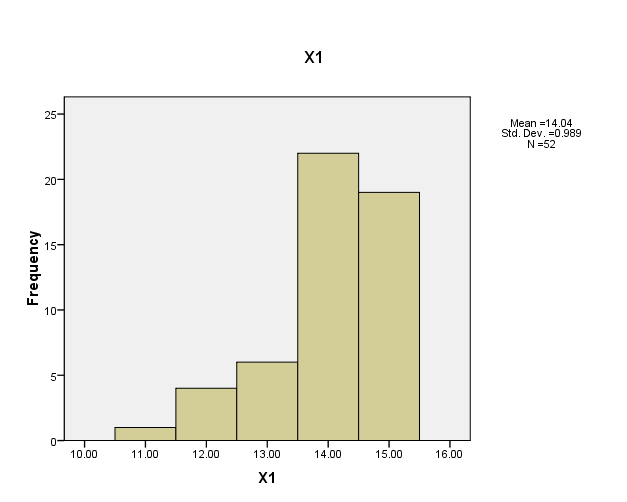 X1
Mean =14.04
Std. Dev. =0.989
N =52
Frequency
25
20
15
10
5
0
10.00 11.00 12.00 13.00 14.00 15.00 16.00
X1